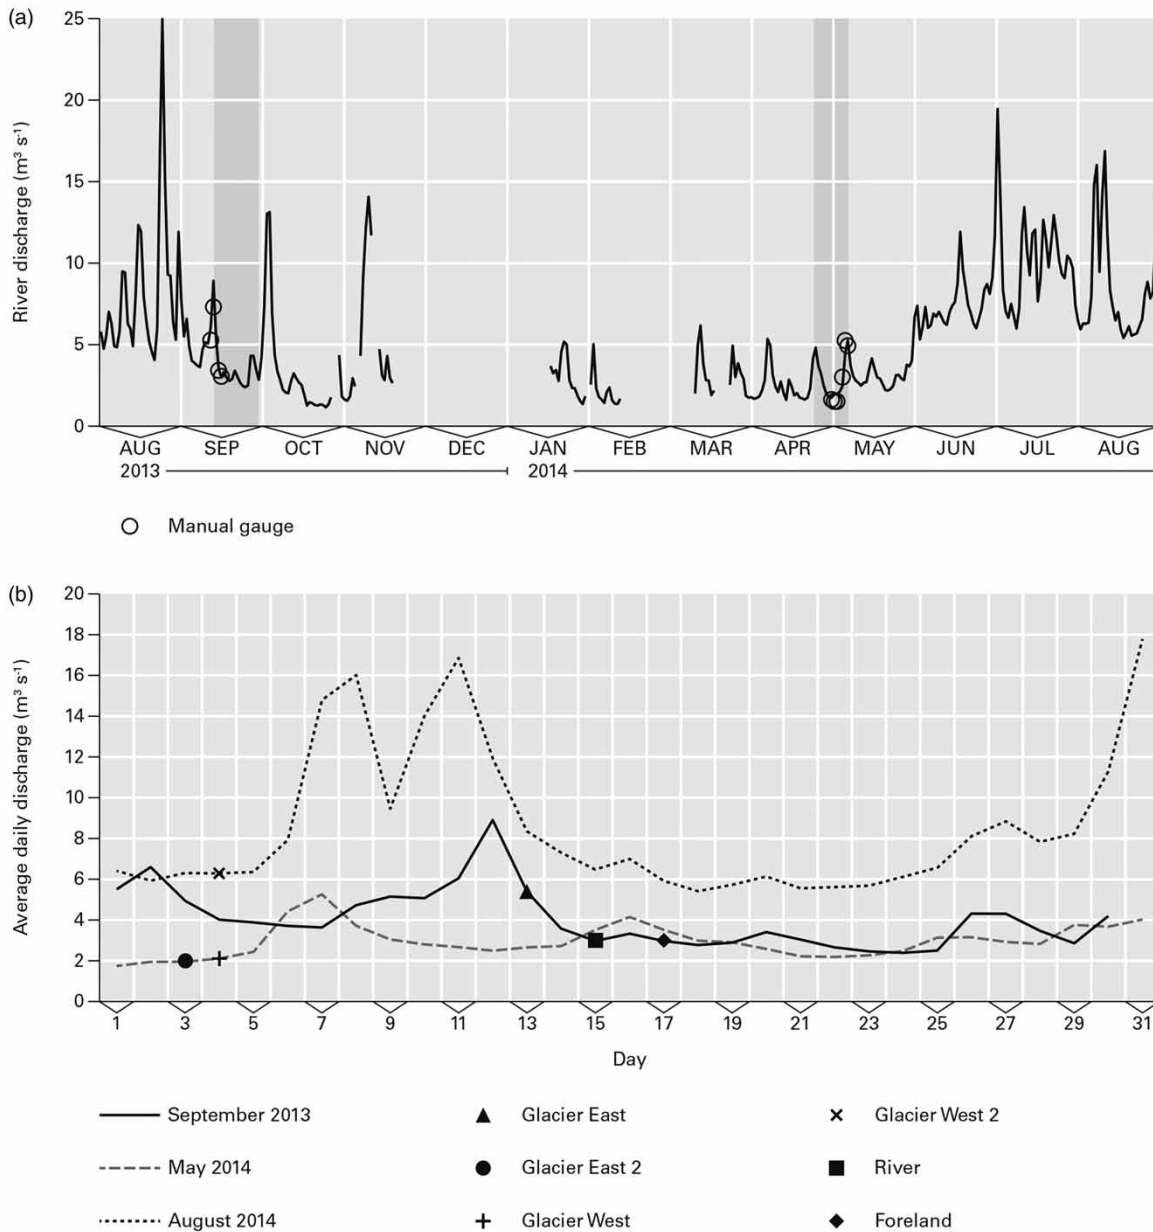 (a)
River discharge (m³ s⁻¹)
25
20
15
10
5
0
AUG SEP OCT NOV DEC JAN FEB MAR APR MAY JUN JUL AUG
2013 2014
Manual gauge
(b)
Average daily discharge (m³ s⁻¹)
20
18
16
14
12
10
8
6
4
2
0
1 3 5 7 9 11 13 15 17 19 21 23 25 27 29 31
Day
September 2013 Glacier East Glacier West 2
May 2014 Glacier East 2 River
August 2014 Glacier West Foreland